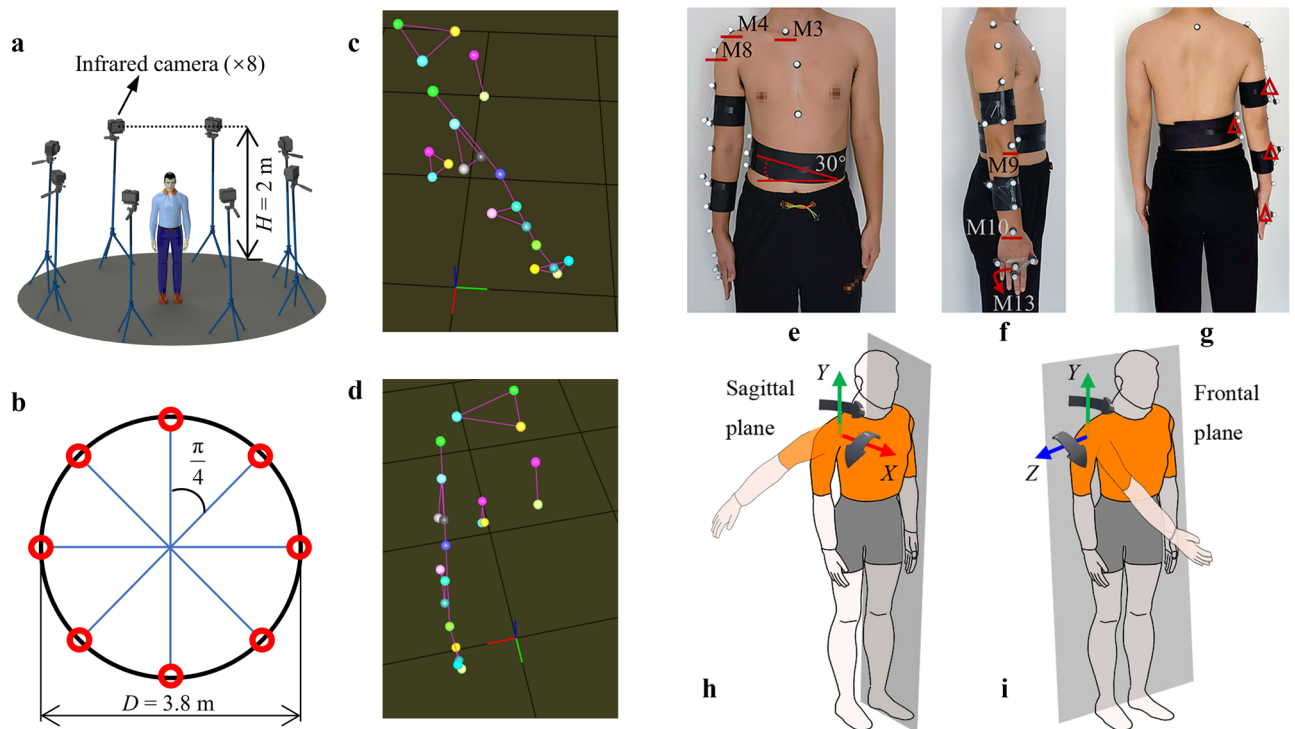 a
Infrared camera (×8)
H = 2 m
b
π
4
D = 3.8 m
c
d
M4
M3
M8
30°
e
M9
M10
M13
f
g
Sagittal
plane
Y
X
h
Y
Z
Frontal
plane
i